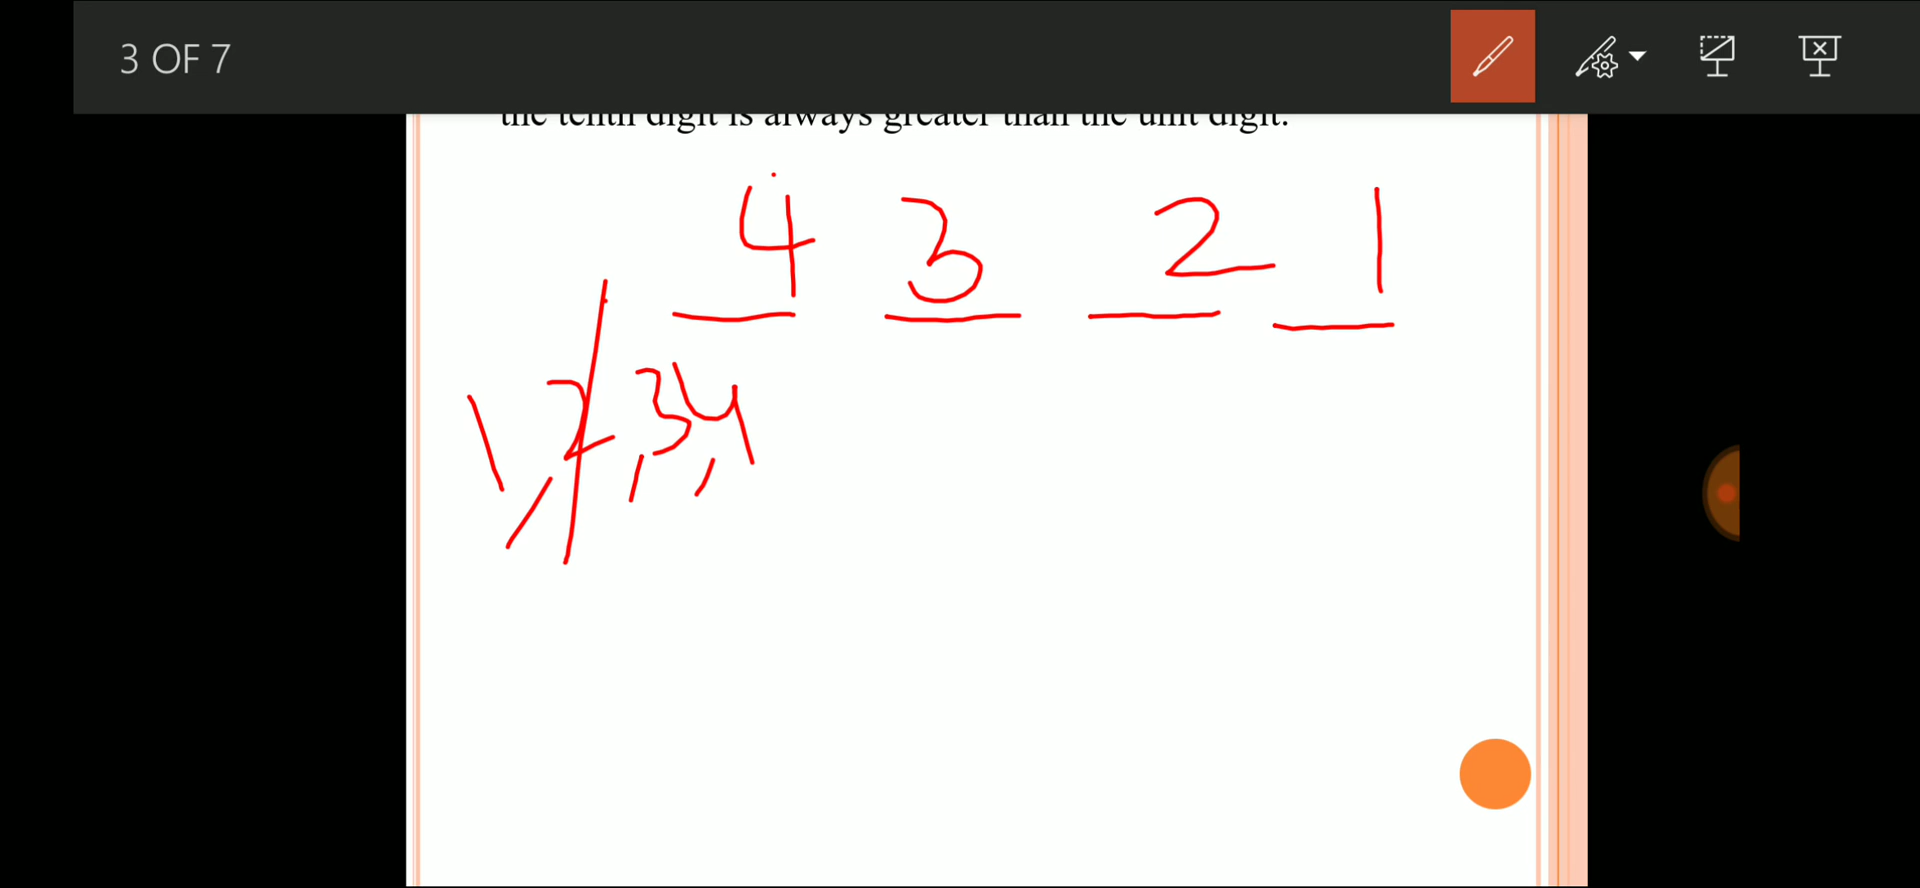 3 OF 7
the tenth digit is always greater than the unit digit.
4 3 2 1
1, 2, 3, 4